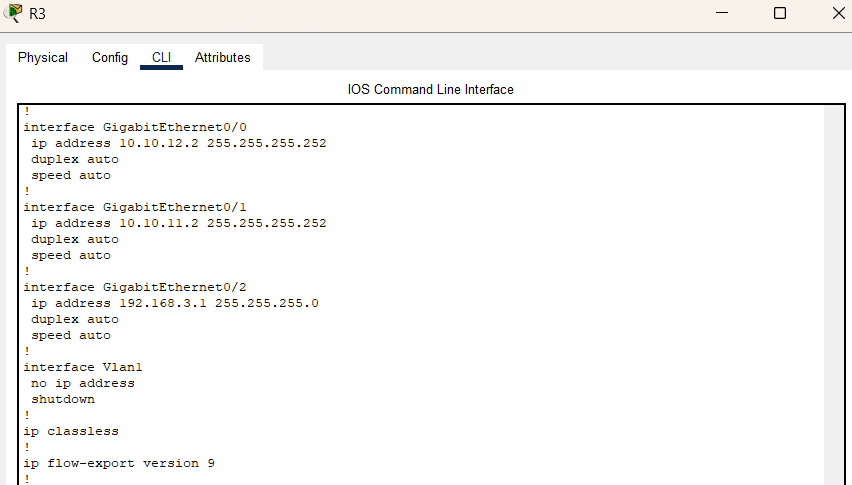 R3
Physical Config CLI Attributes
IOS Command Line Interface
!
interface GigabitEthernet0/0
 ip address 10.10.12.2 255.255.255.252
 duplex auto
 speed auto
!
interface GigabitEthernet0/1
 ip address 10.10.11.2 255.255.255.252
 duplex auto
 speed auto
!
interface GigabitEthernet0/2
 ip address 192.168.3.1 255.255.255.0
 duplex auto
 speed auto
!
interface Vlan1
 no ip address
 shutdown
!
ip classless
!
ip flow-export version 9
!